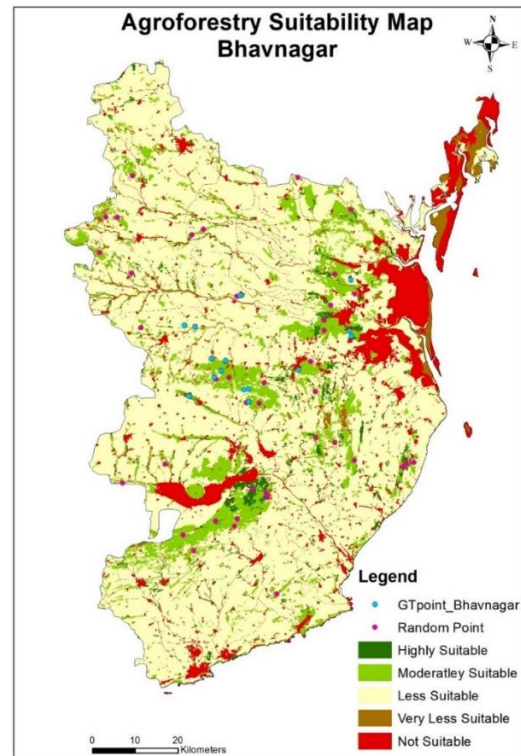 Agroforestry Suitability Map
Bhavnagar
N
W E
S
Legend
GTpoint_Bhavnagar
Random Point
Highly Suitable
Moderatley Suitable
Less Suitable
Very Less Suitable
Not Suitable
0 10 20
Kilometers